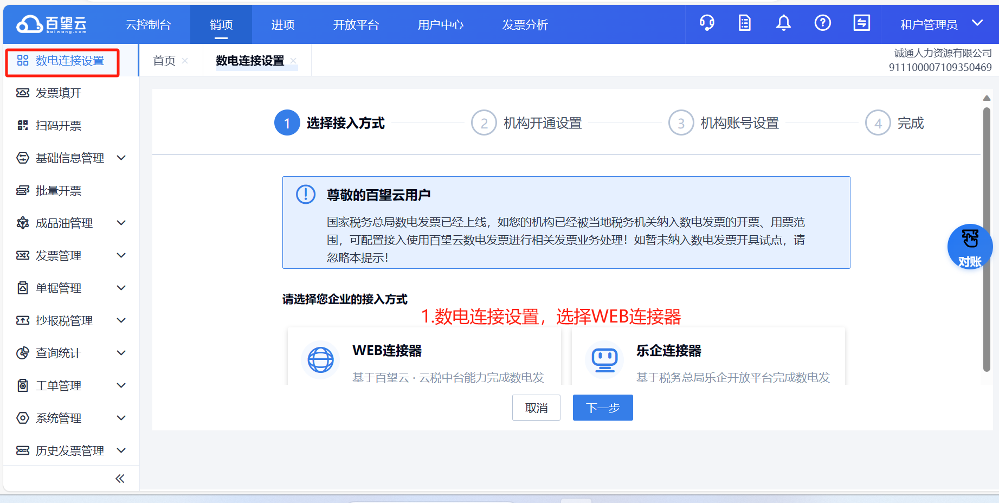 百望云
baiwang.com
云控制台
销项
进项
开放平台
用户中心
发票分析
租户管理员
数电连接设置
首页
数电连接设置
诚通人力资源有限公司
911100007109350469
发票填开
扫码开票
基础信息管理
批量开票
成品油管理
发票管理
单据管理
抄报税管理
查询统计
工单管理
系统管理
历史发票管理
1 选择接入方式
2 机构开通设置
3 机构账号设置
4 完成
尊敬的百望云用户
国家税务总局数电发票已经上线，如您的机构已经被当地税务机关纳入数电发票的开票、用票范
围，可配置接入使用百望云数电发票进行相关发票业务处理！如暂未纳入数电发票开具试点，请
忽略本提示！
对账
请选择您企业的接入方式
1.数电连接设置，选择WEB连接器
WEB连接器
基于百望云 · 云税中台能力完成数电发
乐企连接器
基于税务总局乐企开放平台完成数电发
取消
下一步